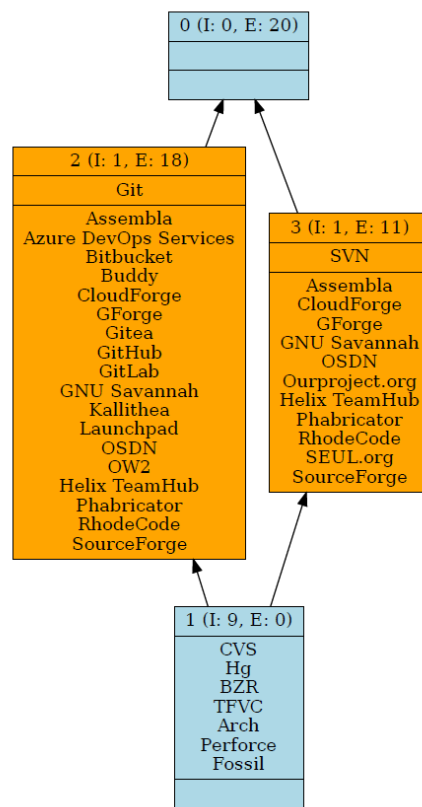 0 (I: 0, E: 20)
2 (I: 1, E: 18)
Git
Assembla
Azure DevOps Services
Bitbucket
Buddy
CloudForge
GForge
Gitea
GitHub
GitLab
GNU Savannah
Kallithea
Launchpad
OSDN
OW2
Helix TeamHub
Phabricator
RhodeCode
SourceForge
3 (I: 1, E: 11)
SVN
Assembla
CloudForge
GForge
GNU Savannah
OSDN
Ourproject.org
Helix TeamHub
Phabricator
RhodeCode
SEUL.org
SourceForge
1 (I: 9, E: 0)
CVS
Hg
BZR
TFVC
Arch
Perforce
Fossil